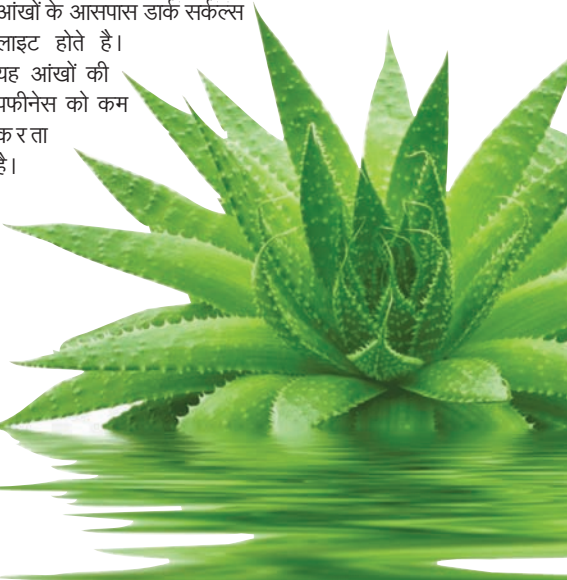 आंखों के आसपास डार्क सर्कल्स
लाइट होते है।
यह आंखों की
पफीनेस को कम
करता
है।